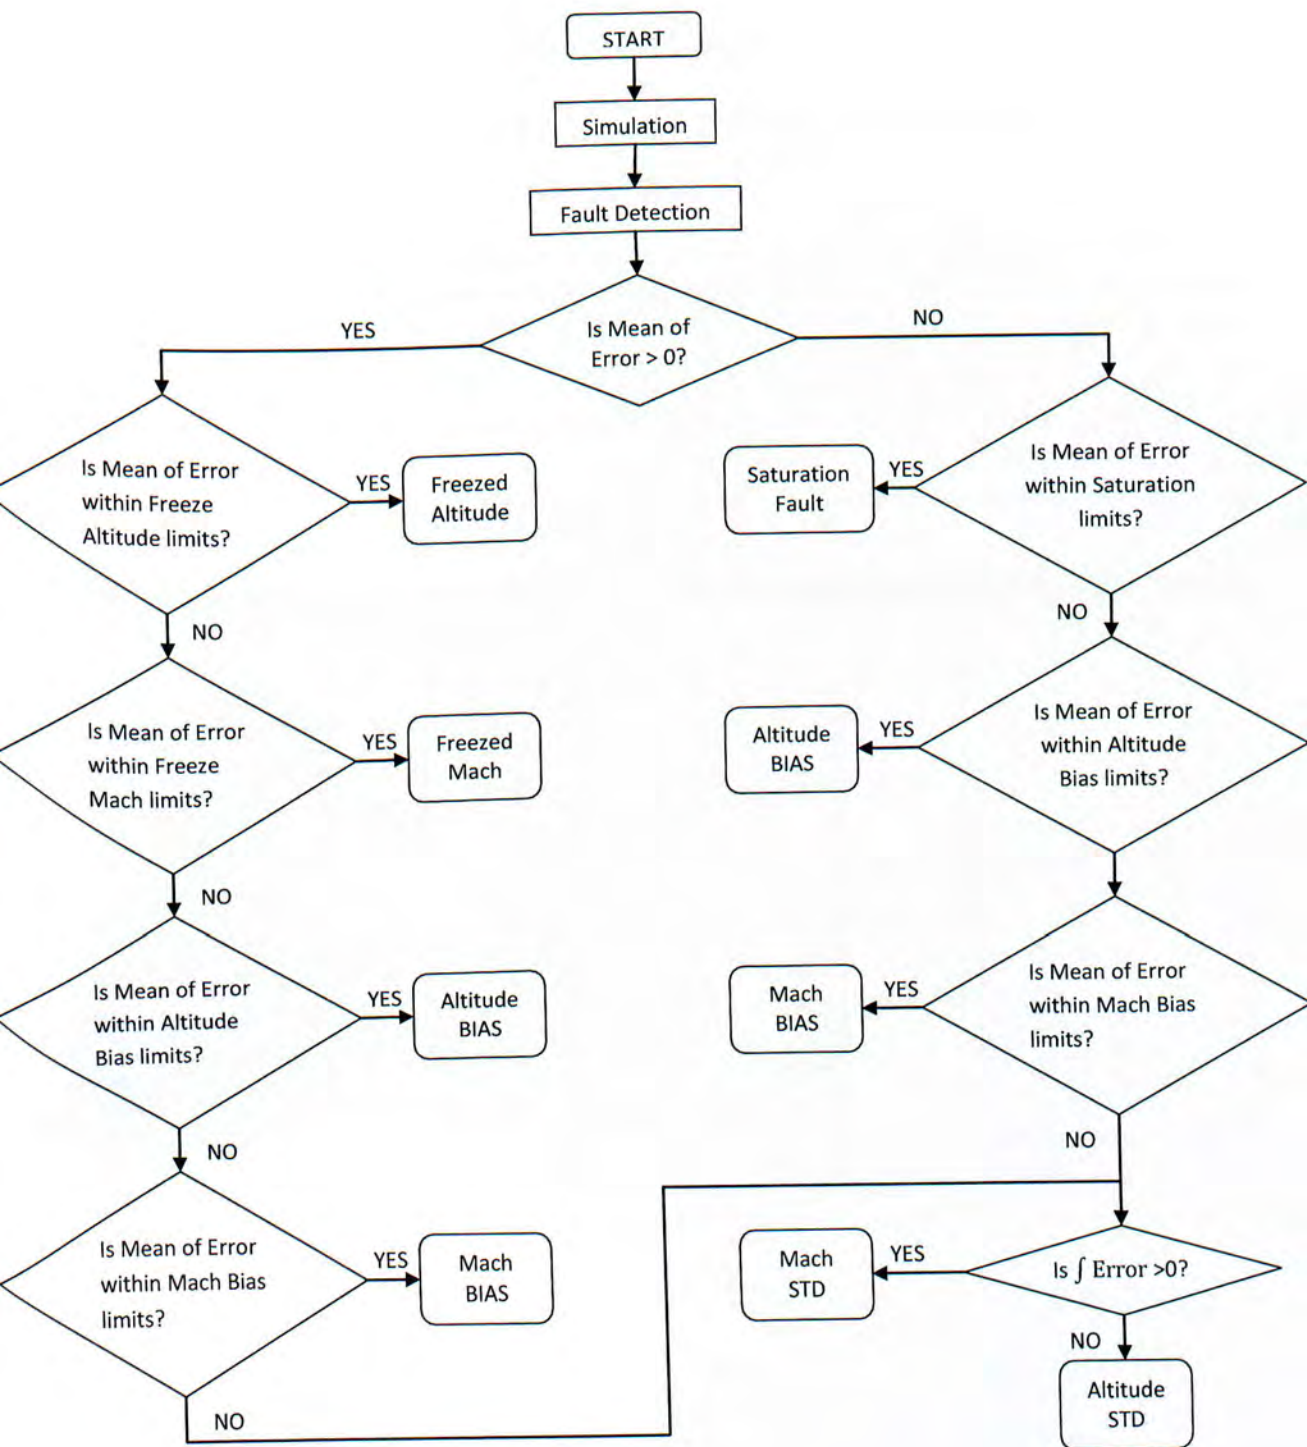 START
Simulation
Fault Detection
Is Mean of
Error > 0?
YES
NO
Is Mean of Error
within Freeze
Altitude limits?
YES
Freezed
Altitude
NO
Is Mean of Error
within Freeze
Mach limits?
YES
Freezed
Mach
NO
Is Mean of Error
within Altitude
Bias limits?
YES
Altitude
BIAS
NO
Is Mean of Error
within Mach Bias
limits?
YES
Mach
BIAS
NO
Is Mean of Error
within Saturation
limits?
YES
Saturation
Fault
NO
Is Mean of Error
within Altitude
Bias limits?
YES
Altitude
BIAS
Is Mean of Error
within Mach Bias
limits?
YES
Mach
BIAS
NO
Is ∫ Error >0?
YES
Mach
STD
NO
Altitude
STD